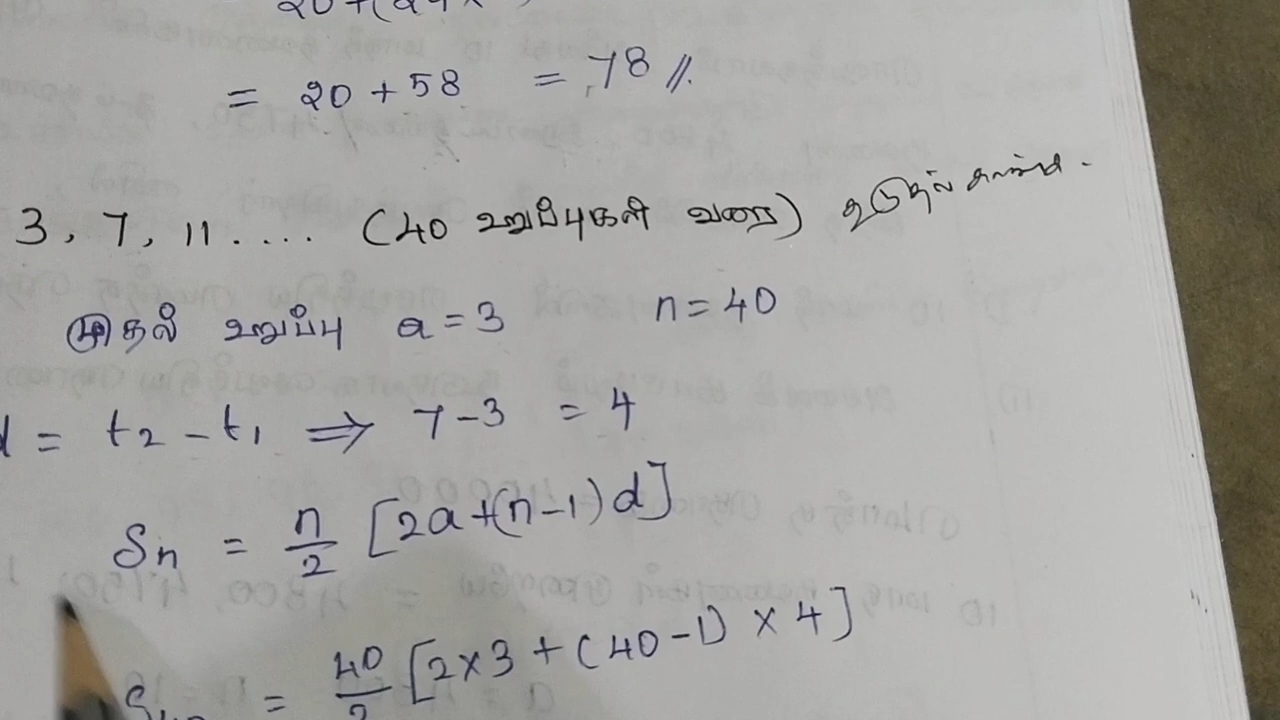 = 20 + 58 = 78 //.
3, 7, 11 .... (40 உறுப்புகள் வரை) கூடுதல் காண்க.
முதல் உறுப்பு a = 3 n = 40
d = t₂ - t₁ ⇒ 7 - 3 = 4
Sn = n/2 [2a + (n-1) d]
S₄₀ = 40/2 [2×3 + (40-1) × 4]